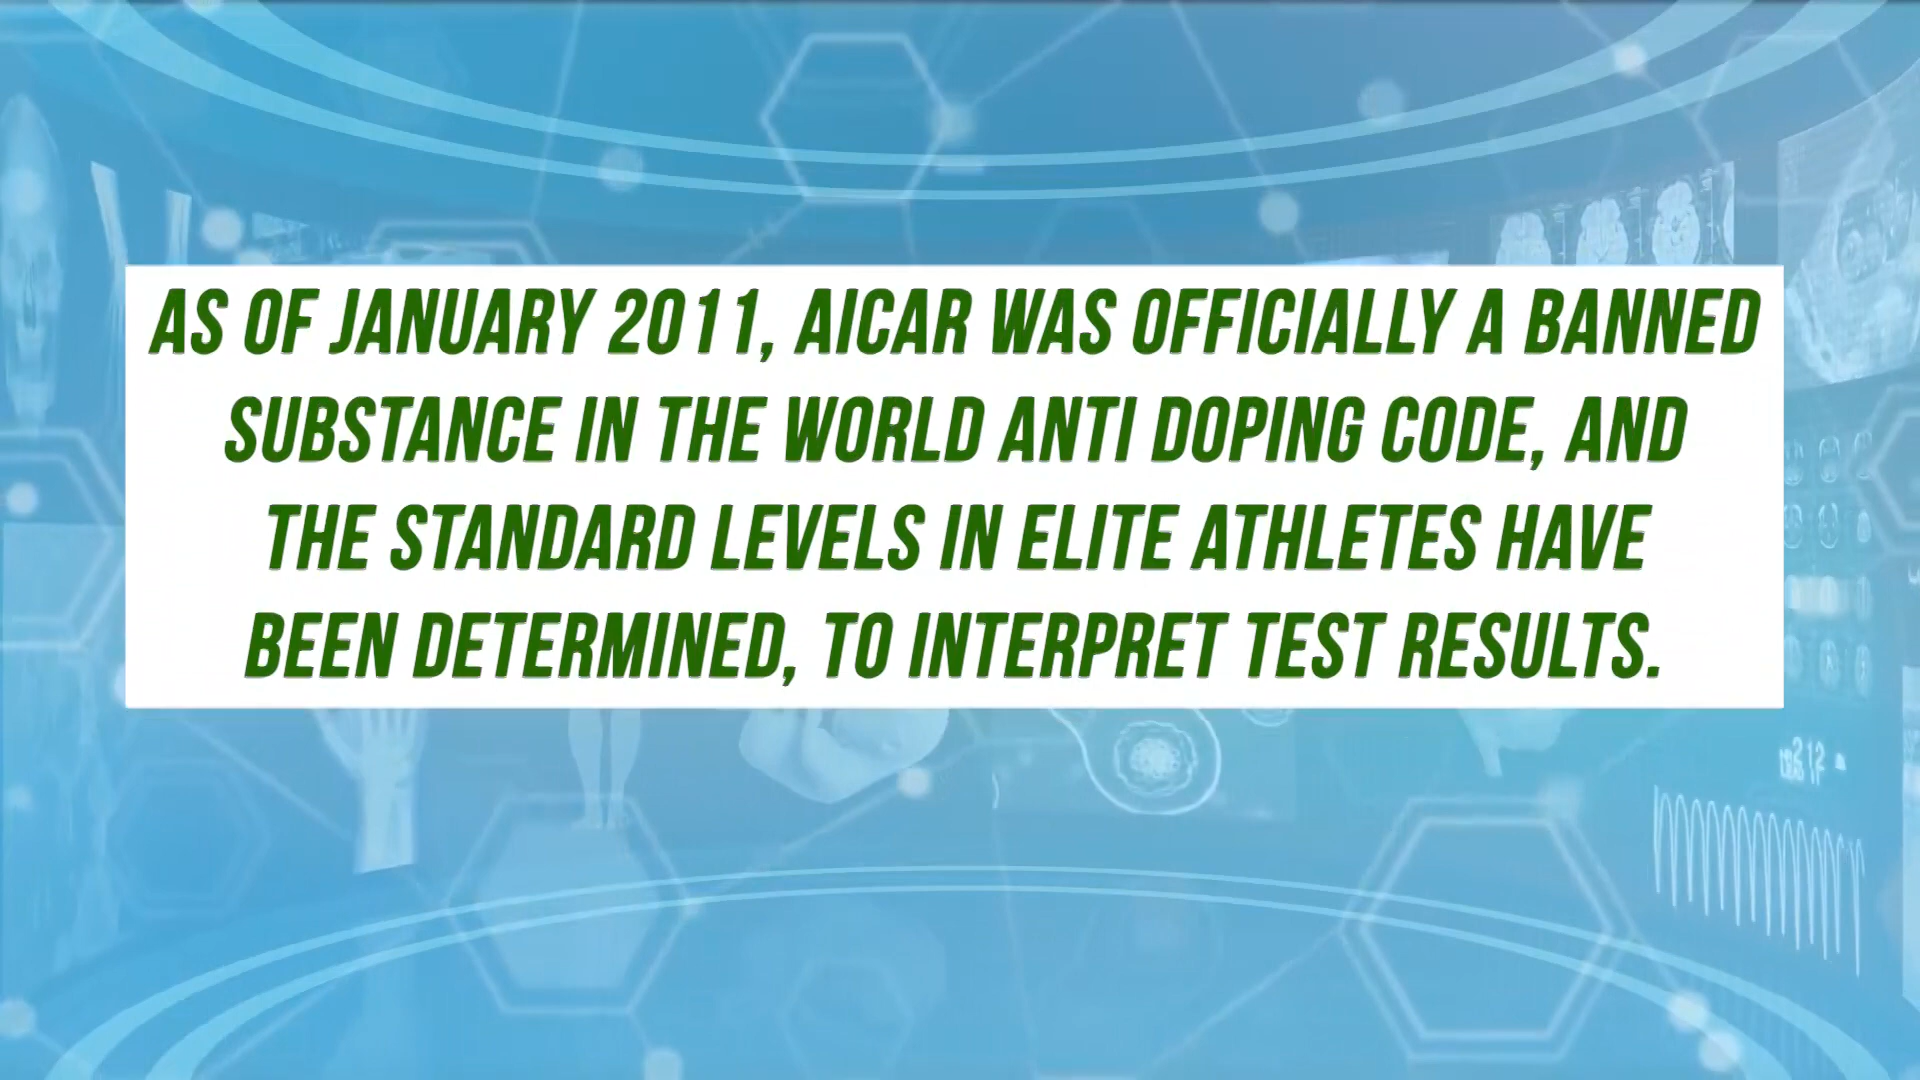 AS OF JANUARY 2011, AICAR WAS OFFICIALLY A BANNED
SUBSTANCE IN THE WORLD ANTI DOPING CODE, AND
THE STANDARD LEVELS IN ELITE ATHLETES HAVE
BEEN DETERMINED, TO INTERPRET TEST RESULTS.